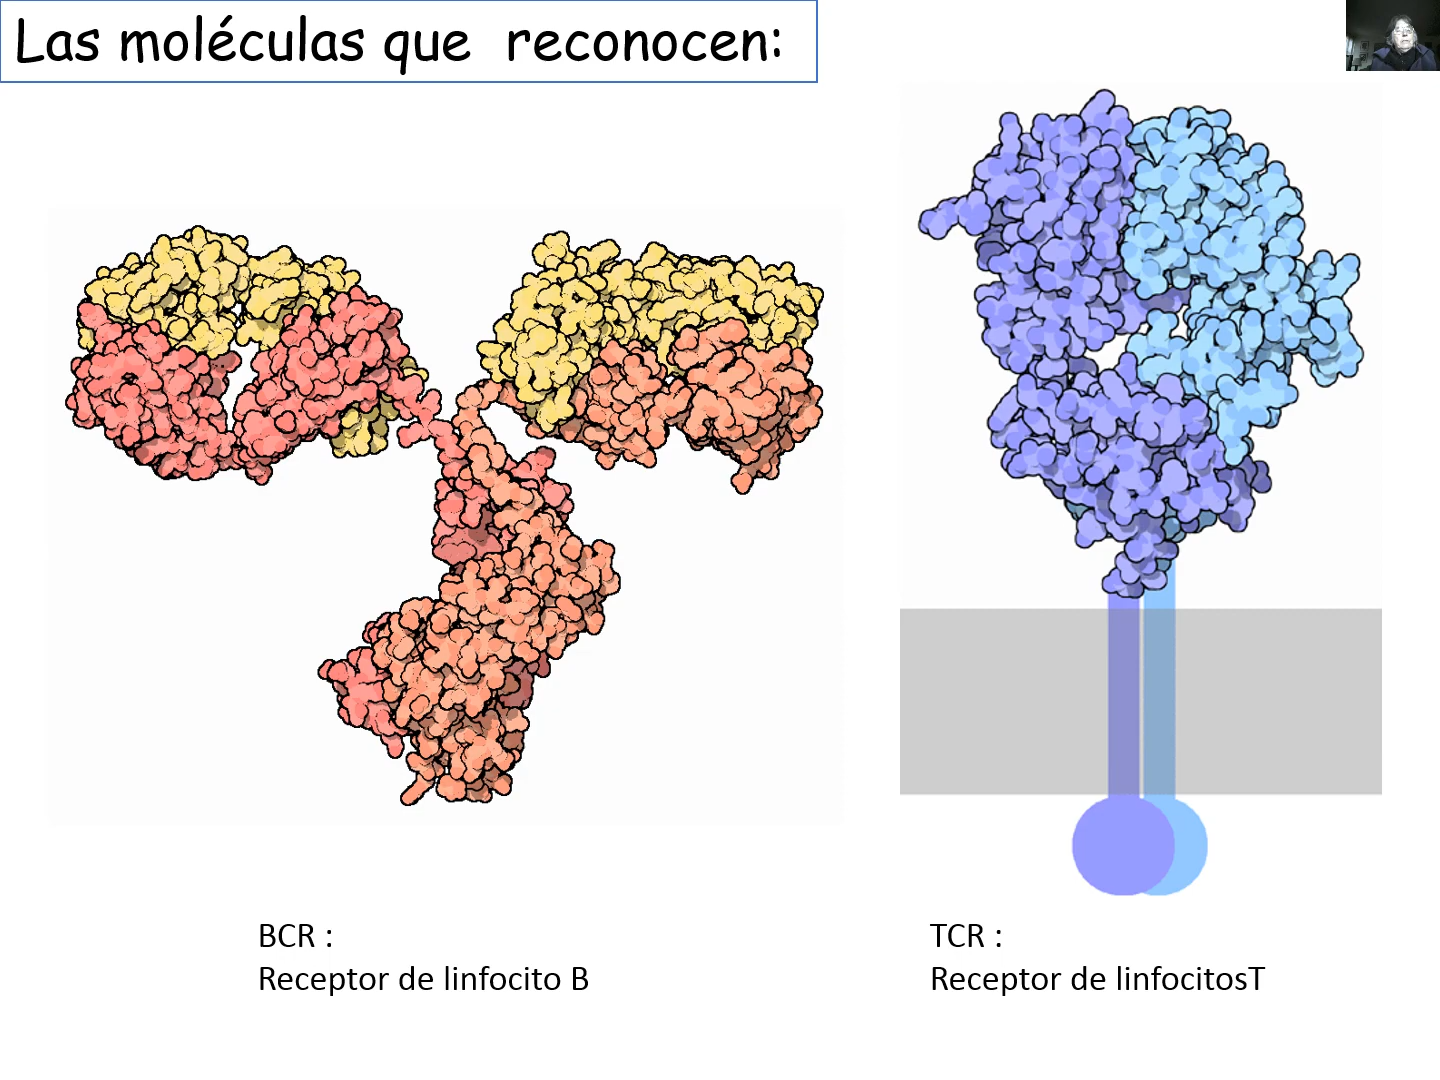 Las moléculas que reconocen:
BCR :
Receptor de linfocito B
TCR :
Receptor de linfocitosT